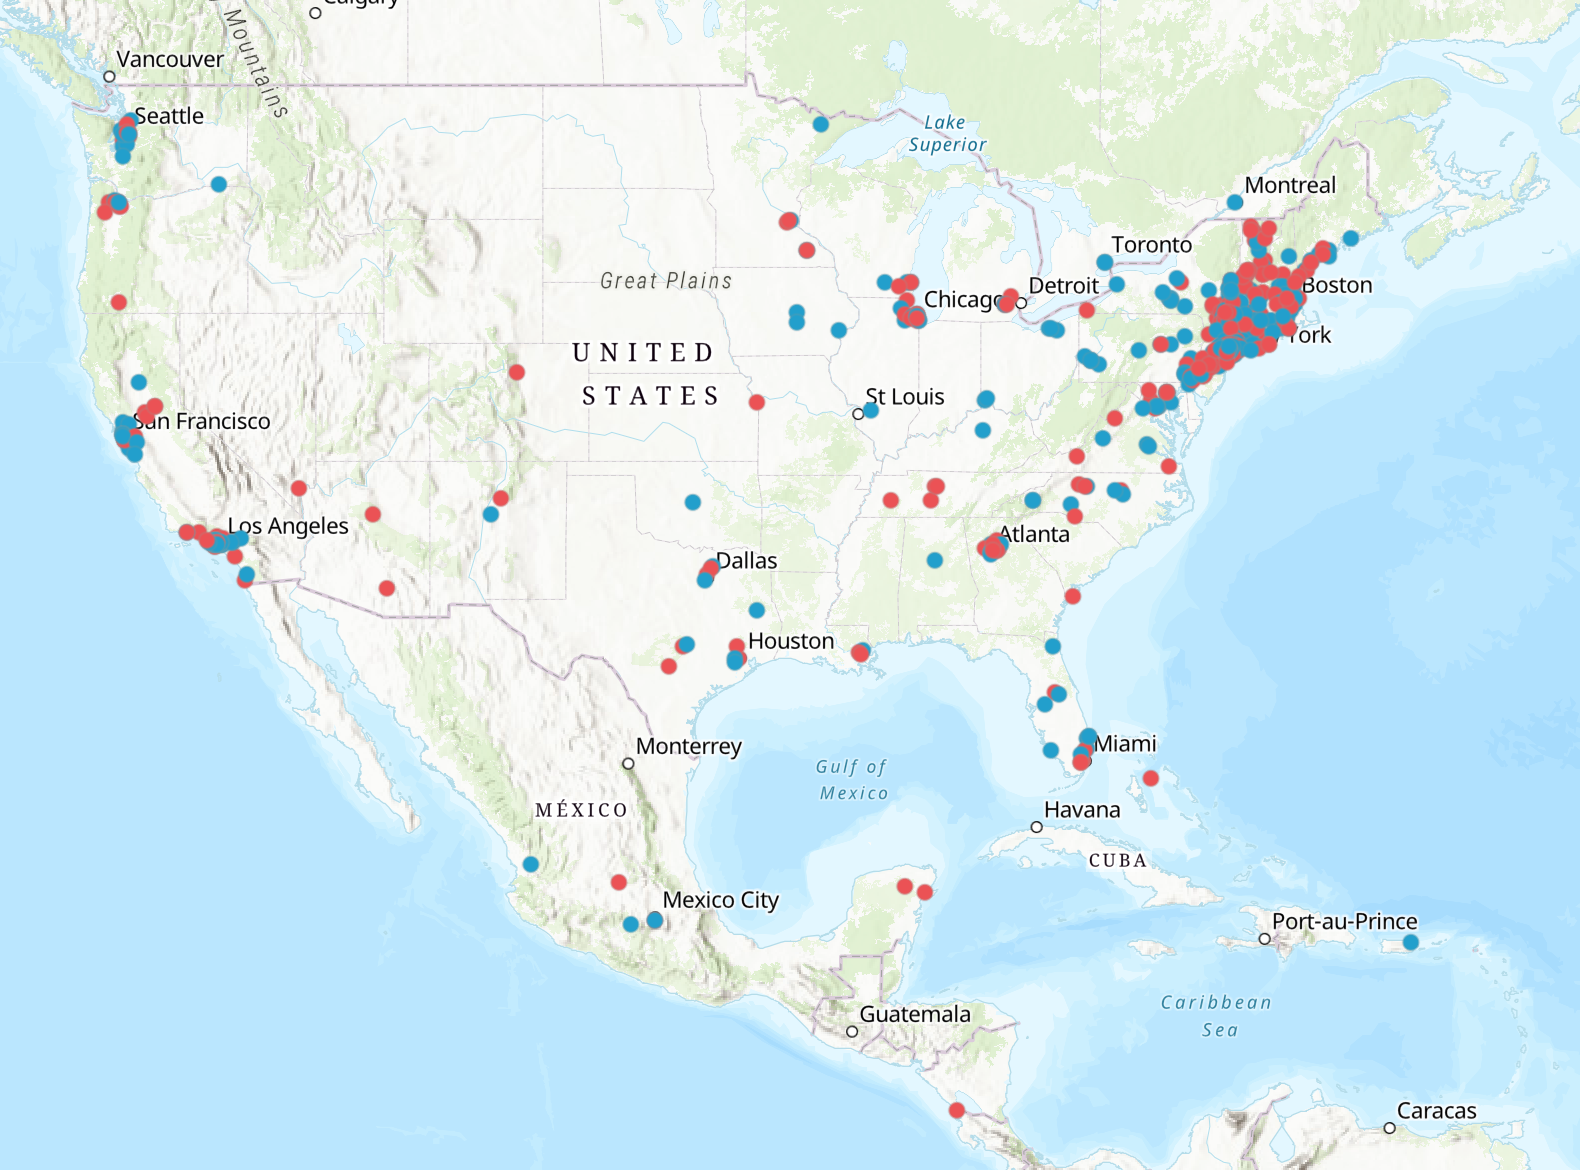 Calgary
Mountains
Vancouver
Seattle
Lake
Superior
Montreal
Toronto
Great Plains
Detroit
Boston
Chicago
York
UNITED
STATES
St Louis
San Francisco
Los Angeles
Atlanta
Dallas
Houston
Monterrey
Miami
Gulf of
Mexico
MÉXICO
Havana
CUBA
Mexico City
Port-au-Prince
Caribbean
Sea
Guatemala
Caracas